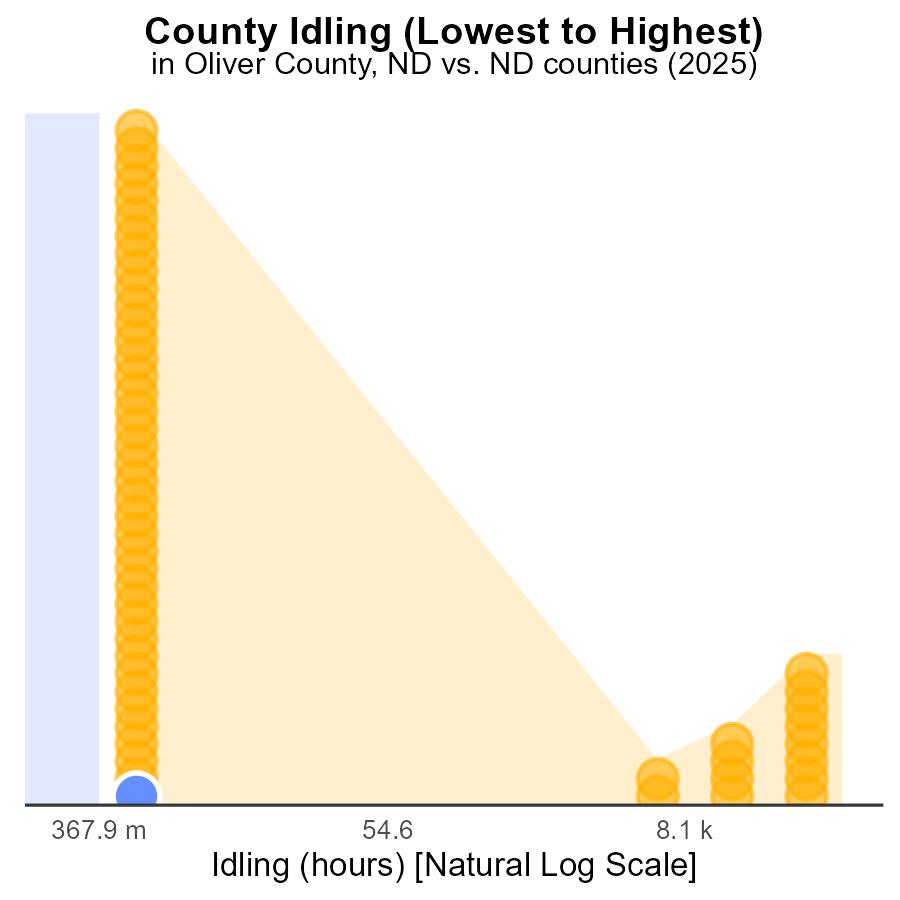 County Idling (Lowest to Highest)
in Oliver County, ND vs. ND counties (2025)
367.9 m
54.6
8.1 k
Idling (hours) [Natural Log Scale]